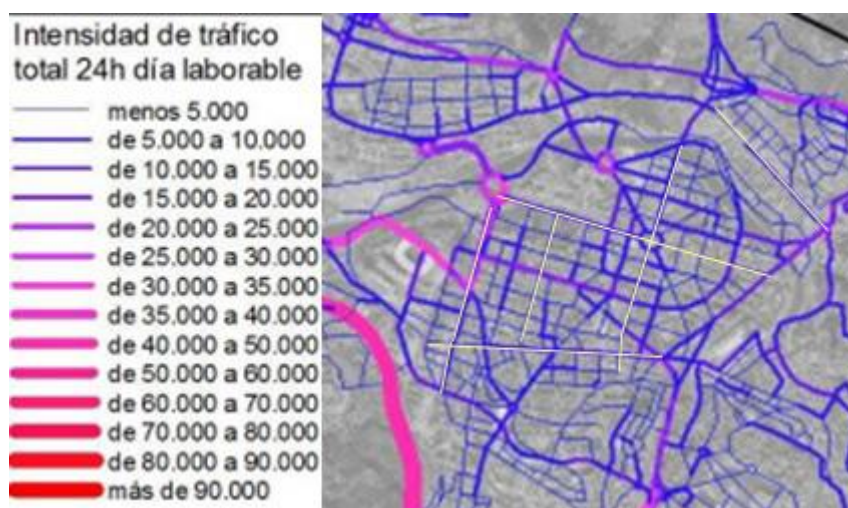 Intensidad de tráfico
total 24h día laborable
menos 5.000
de 5.000 a 10.000
de 10.000 a 15.000
de 15.000 a 20.000
de 20.000 a 25.000
de 25.000 a 30.000
de 30.000 a 35.000
de 35.000 a 40.000
de 40.000 a 50.000
de 50.000 a 60.000
de 60.000 a 70.000
de 70.000 a 80.000
de 80.000 a 90.000
más de 90.000